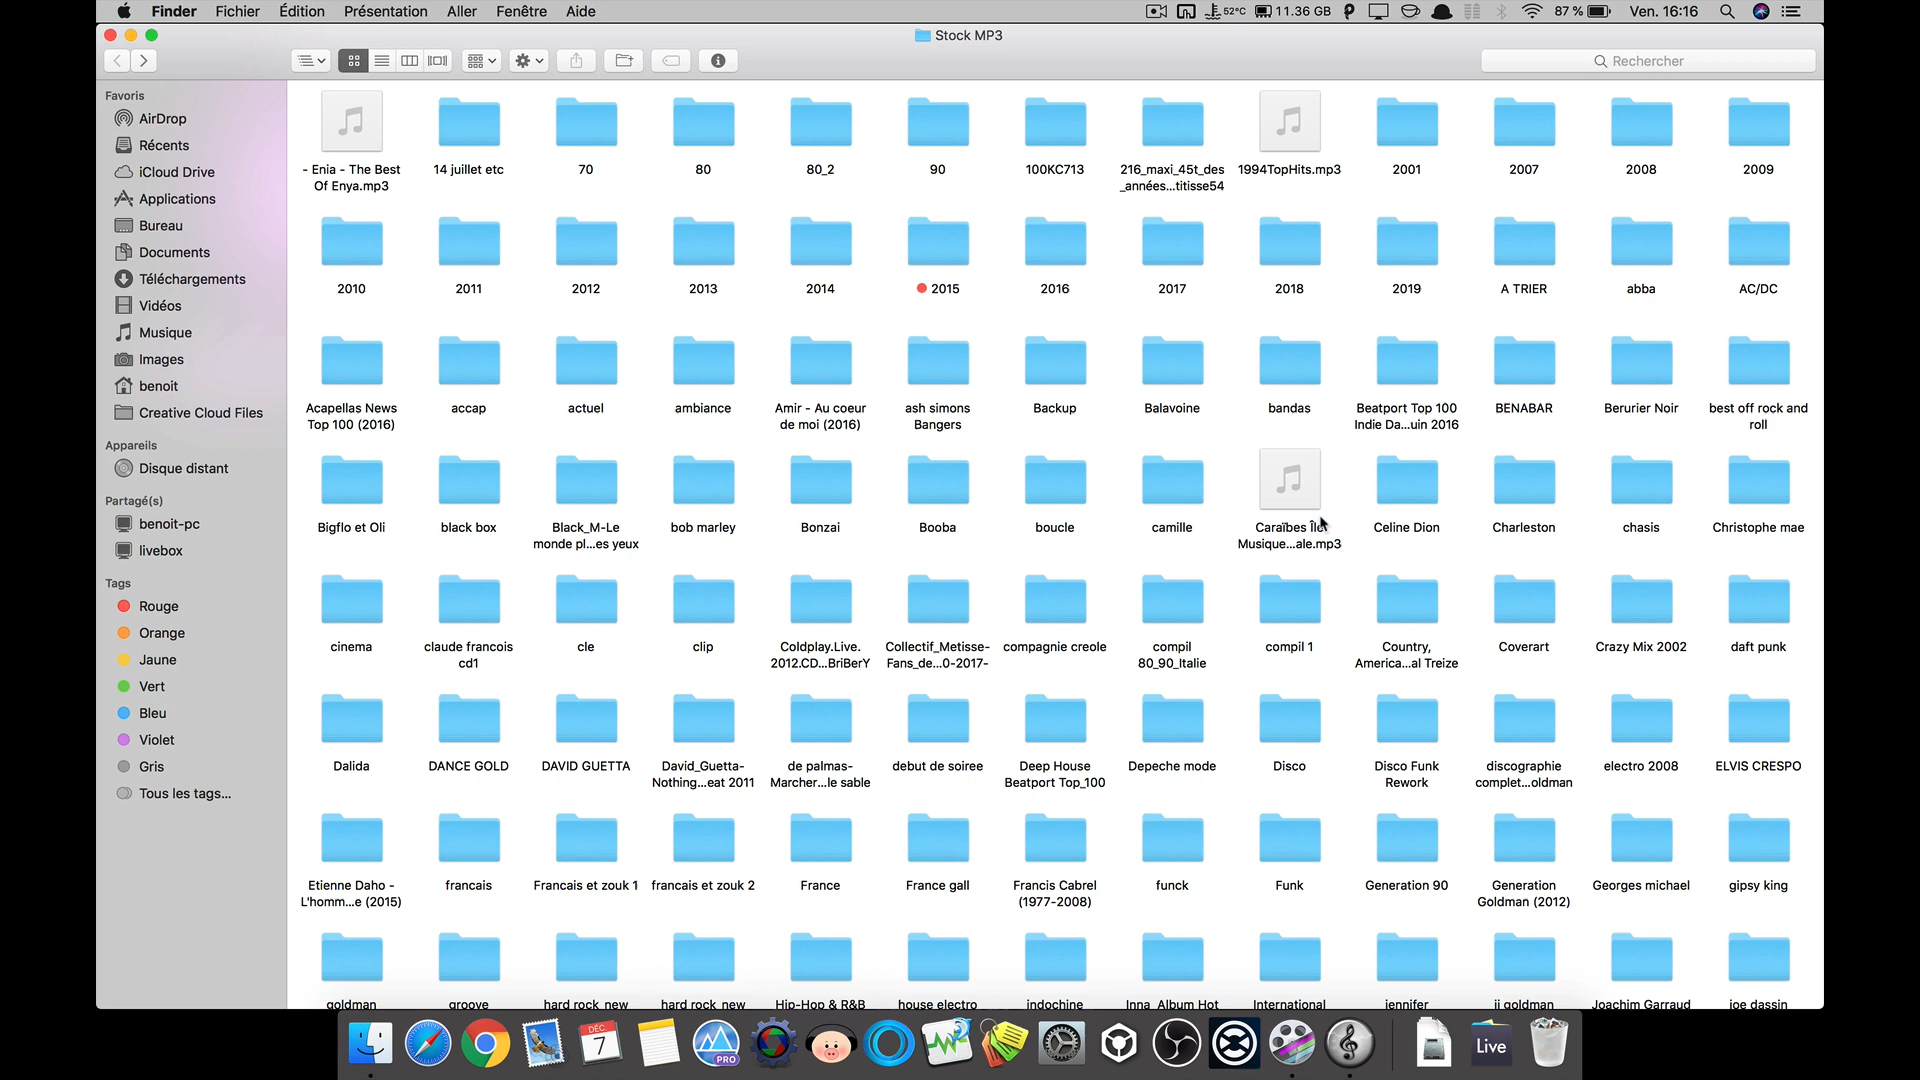 Finder Fichier Édition Présentation Aller Fenêtre Aide 52°C 11.36 GB 87 % Ven. 16:16
Stock MP3
Rechercher
Favoris
AirDrop
Récents
iCloud Drive
Applications
Bureau
Documents
Téléchargements
Vidéos
Musique
Images
benoit
Creative Cloud Files
Appareils
Disque distant
Partagé(s)
benoit-pc
livebox
Tags
Rouge
Orange
Jaune
Vert
Bleu
Violet
Gris
Tous les tags...
- Enia - The Best
Of Enya.mp3
14 juillet etc
70
80
80_2
90
100KC713
216_maxi_45t_des
_années...titisse54
1994TopHits.mp3
2001
2007
2008
2009
2010
2011
2012
2013
2014
2015
2016
2017
2018
2019
A TRIER
abba
AC/DC
Acapellas News
Top 100 (2016)
accap
actuel
ambiance
Amir - Au coeur
de moi (2016)
ash simons
Bangers
Backup
Balavoine
bandas
Beatport Top 100
Indie Da...uin 2016
BENABAR
Berurier Noir
best off rock and
roll
Bigflo et Oli
black box
Black_M-Le
monde pl...es yeux
bob marley
Bonzai
Booba
boucle
camille
Caraïbes Île
Musique...ale.mp3
Celine Dion
Charleston
chasis
Christophe mae
cinema
claude francois
cd1
cle
clip
Coldplay.Live.
2012.CD...BriBerY
Collectif_Metisse-
Fans_de...0-2017-
compagnie creole
compil
80_90_Italie
compil 1
Country,
America...al Treize
Coverart
Crazy Mix 2002
daft punk
Dalida
DANCE GOLD
DAVID GUETTA
David_Guetta-
Nothing...eat 2011
de palmas-
Marcher...le sable
debut de soiree
Deep House
Beatport Top_100
Depeche mode
Disco
Disco Funk
Rework
discographie
complet...oldman
electro 2008
ELVIS CRESPO
Etienne Daho -
L'homm...e (2015)
francais
Francais et zouk 1
francais et zouk 2
France
France gall
Francis Cabrel
(1977-2008)
funck
Funk
Generation 90
Generation
Goldman (2012)
Georges michael
gipsy king
goldman
groove
hard rock new
hard rock new
Hip-Hop & R&B
house electro
indochine
Inna Album Hot
International
jennifer
jj goldman
Joachim Garraud
joe dassin
DÉC
7
PRO
Live